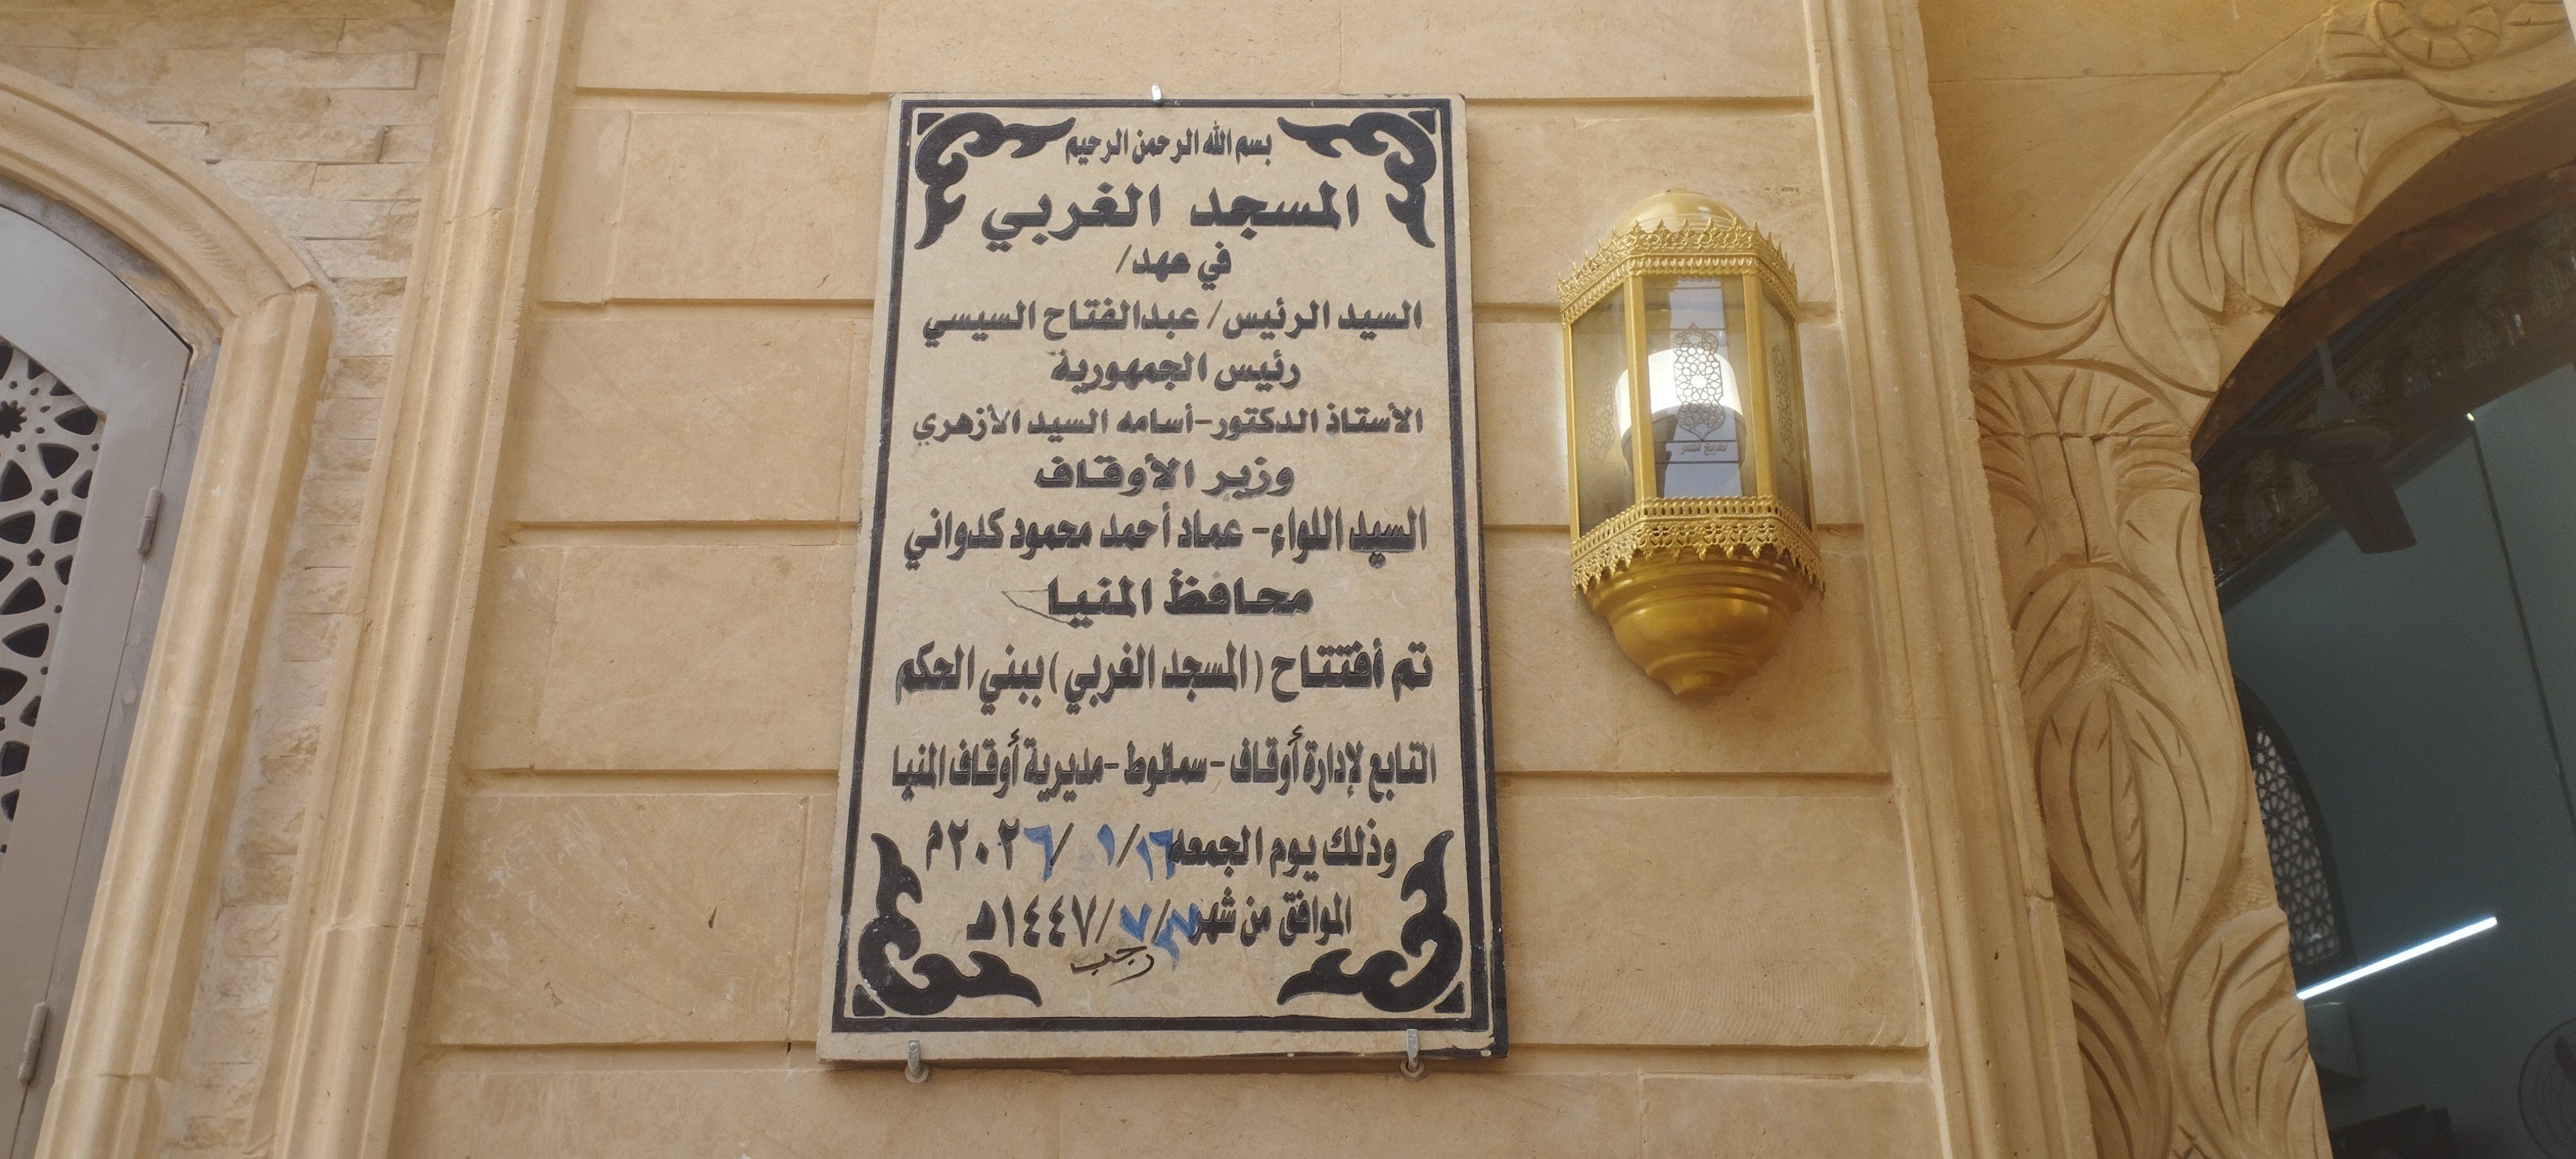 بسم الله الرحمن الرحيم
المسجد الغربي
في عهد/
السيد الرئيس/ عبدالفتاح السيسي
رئيس الجمهورية
الأستاذ الدكتور-أسامه السيد الأزهري
وزير الأوقاف
السيد اللواء- عماد أحمد محمود كدواني
محافظ المنيا
تم أفتتاح (المسجد الغربي) ببني الحكم
التابع لإدارة أوقاف -سمالوط -مديرية أوقاف المنيا
وذلك يوم الجمعه ١٦/ ١ /٢٠٢٦م
الموافق من شهر /٧/١٤٤٧هـ
رجب